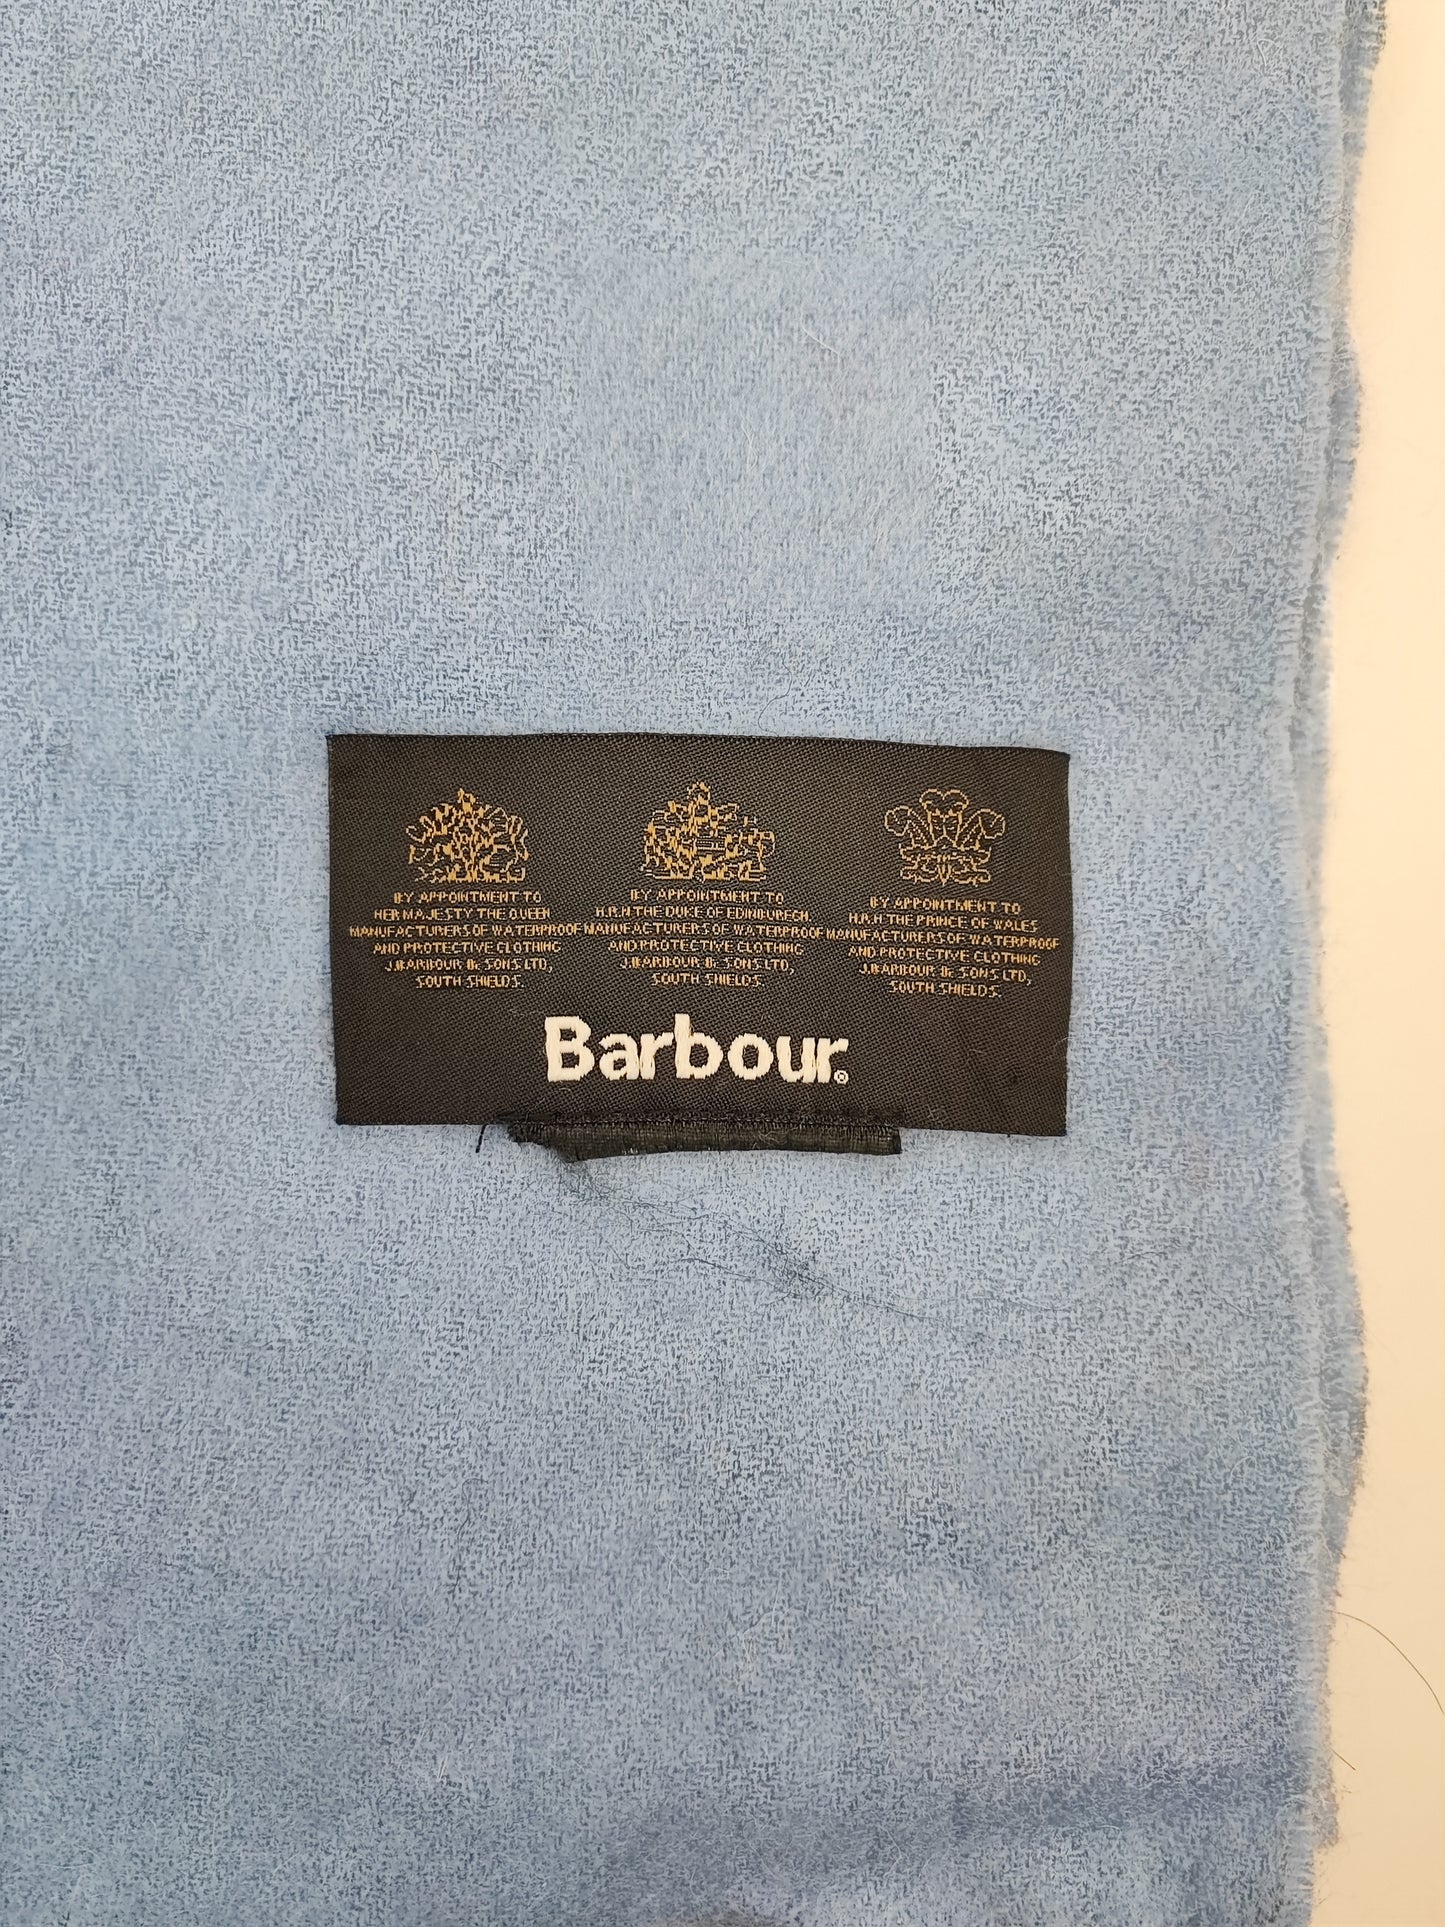 BY APPOINTMENT TO
HER MAJESTY THE QUEEN
MANUFACTURERS OF WATERPROOF
AND PROTECTIVE CLOTHING
J.BARBOUR & SONS LTD,
SOUTH SHIELDS.
BY APPOINTMENT TO
H.R.H THE DUKE OF EDINBURGH.
MANUFACTURERS OF WATERPROOF
AND PROTECTIVE CLOTHING
J.BARBOUR & SONS LTD,
SOUTH SHIELDS.
BY APPOINTMENT TO
H.R.H THE PRINCE OF WALES
MANUFACTURERS OF WATERPROOF
AND PROTECTIVE CLOTHING
J.BARBOUR & SONS LTD,
SOUTH SHIELDS.
Barbour®